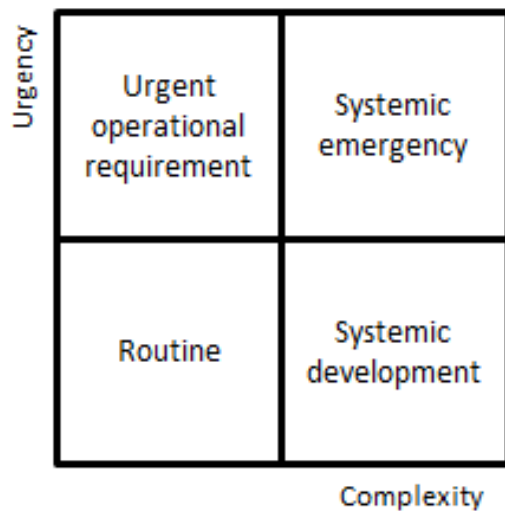 Urgency
Urgent
operational
requirement
Systemic
emergency
Routine
Systemic
development
Complexity